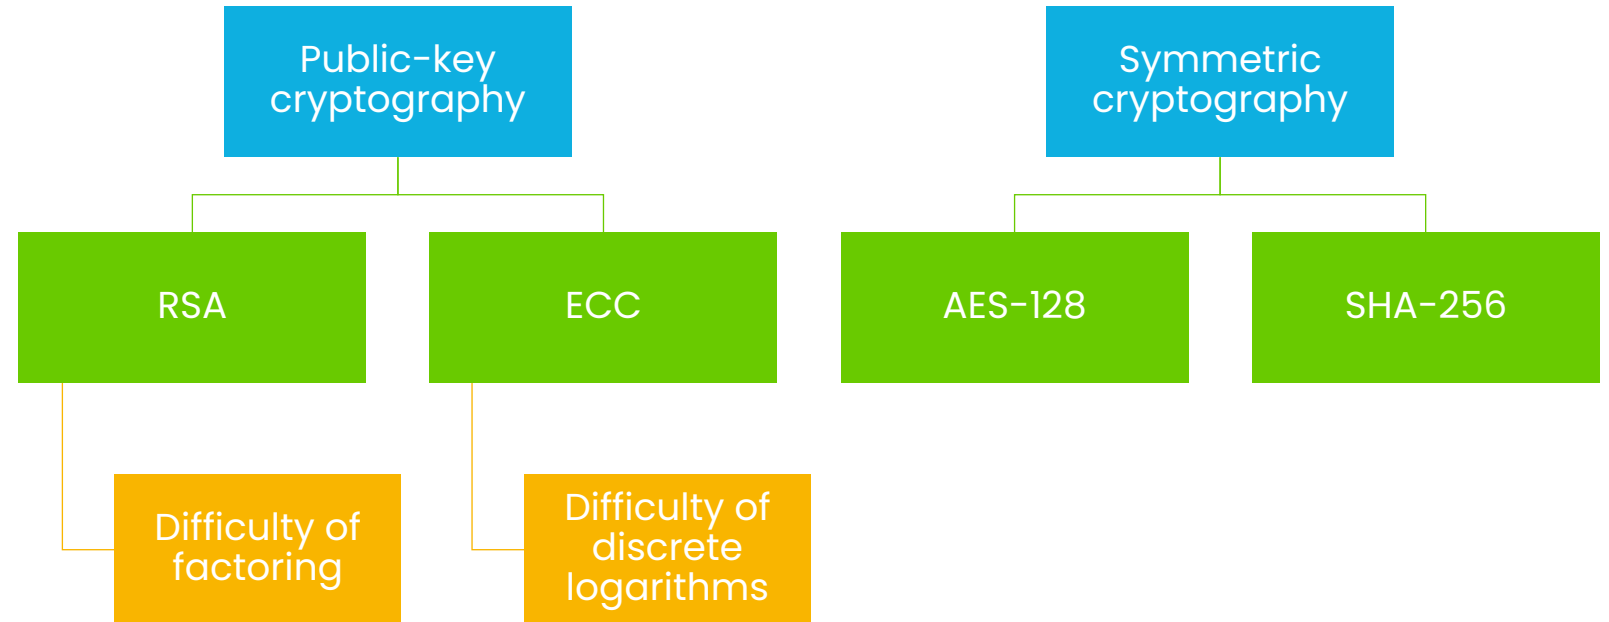 Public-key
cryptography
Symmetric
cryptography
RSA
ECC
AES-128
SHA-256
Difficulty of
factoring
Difficulty of
discrete
logarithms